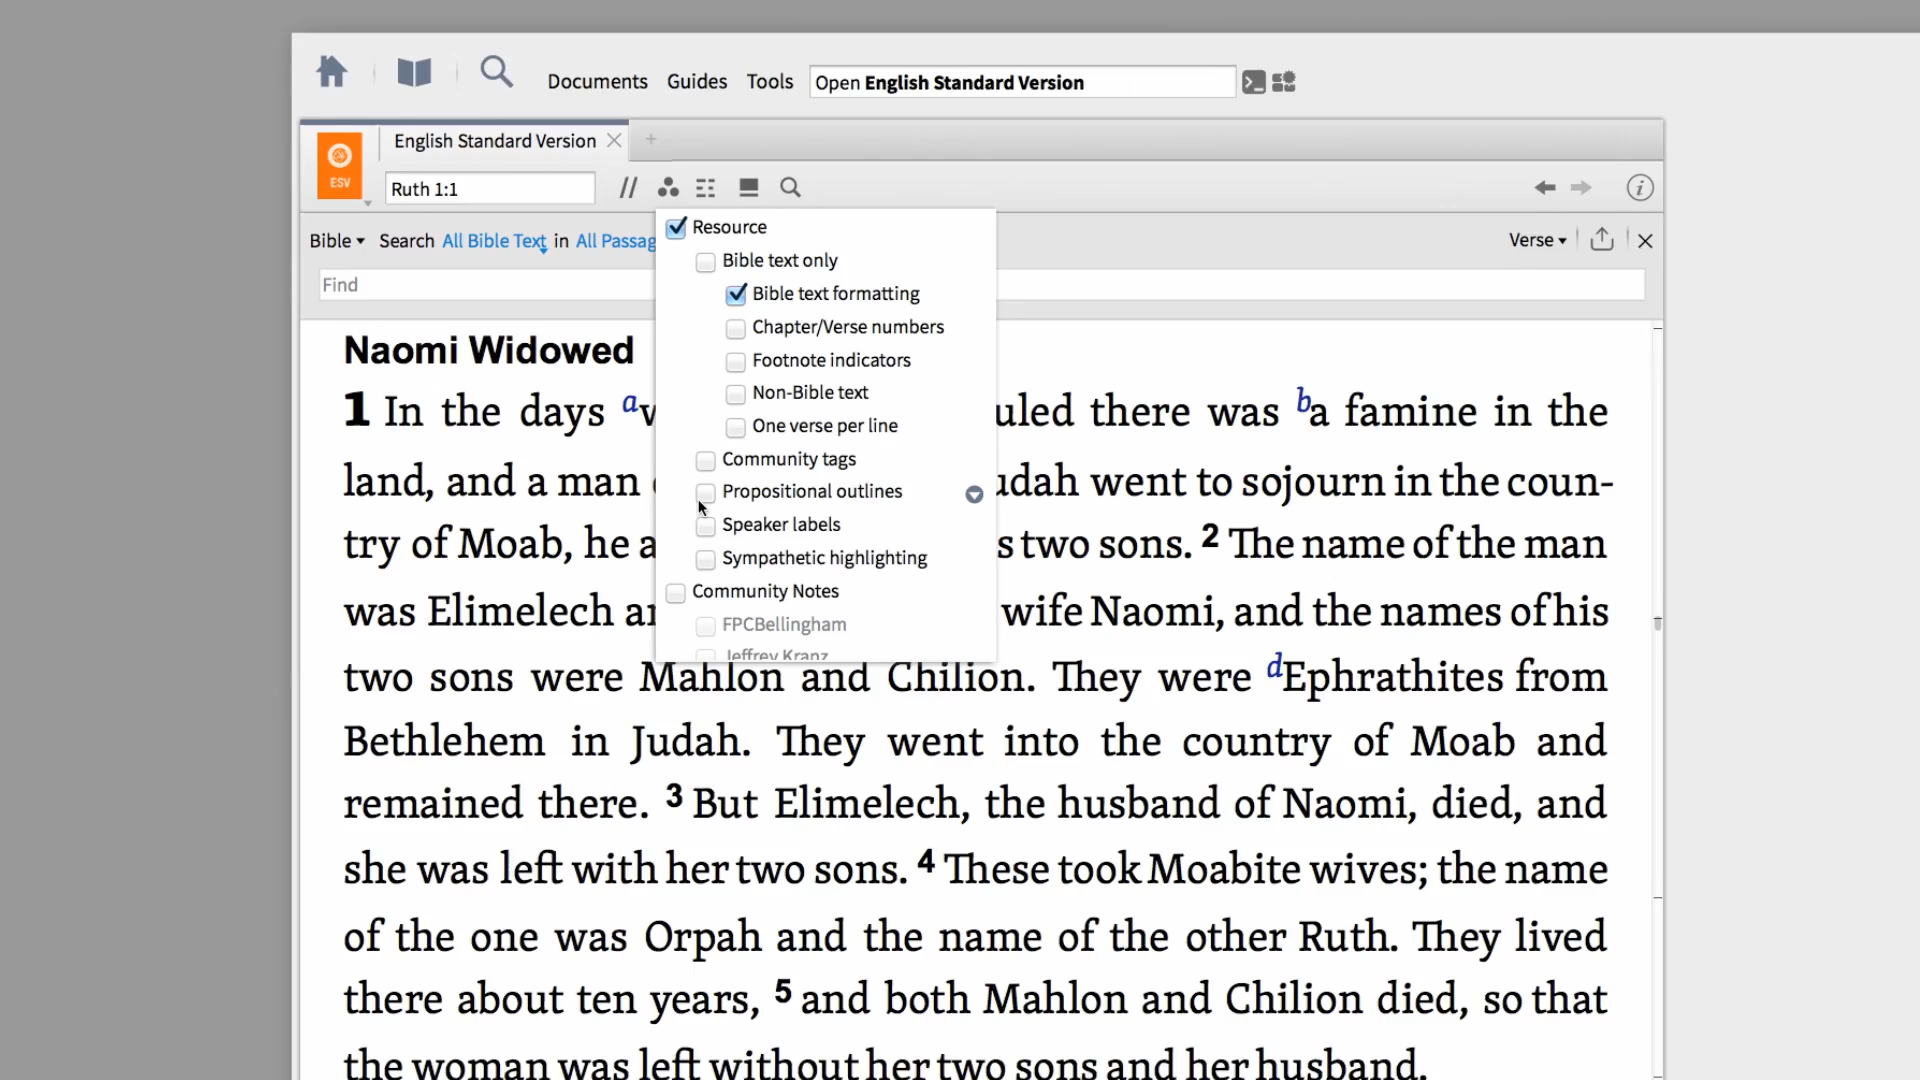 Documents Guides Tools Open English Standard Version
English Standard Version
ESV
Ruth 1:1
Bible Search All Bible Text in All Passag
Verse
Find
Resource
Bible text only
Bible text formatting
Chapter/Verse numbers
Footnote indicators
Non-Bible text
One verse per line
Community tags
Propositional outlines
Speaker labels
Sympathetic highlighting
Community Notes
FPCBellingham
Jeffrey Kranz
Naomi Widowed
1 In the days a uled there was b a famine in the
land, and a man udah went to sojourn in the coun-
try of Moab, he a s two sons. 2 The name of the man
was Elimelech a wife Naomi, and the names of his
two sons were Mahlon and Chilion. They were d Ephrathites from
Bethlehem in Judah. They went into the country of Moab and
remained there. 3 But Elimelech, the husband of Naomi, died, and
she was left with her two sons. 4 These took Moabite wives; the name
of the one was Orpah and the name of the other Ruth. They lived
there about ten years, 5 and both Mahlon and Chilion died, so that
the woman was left without her two sons and her husband.